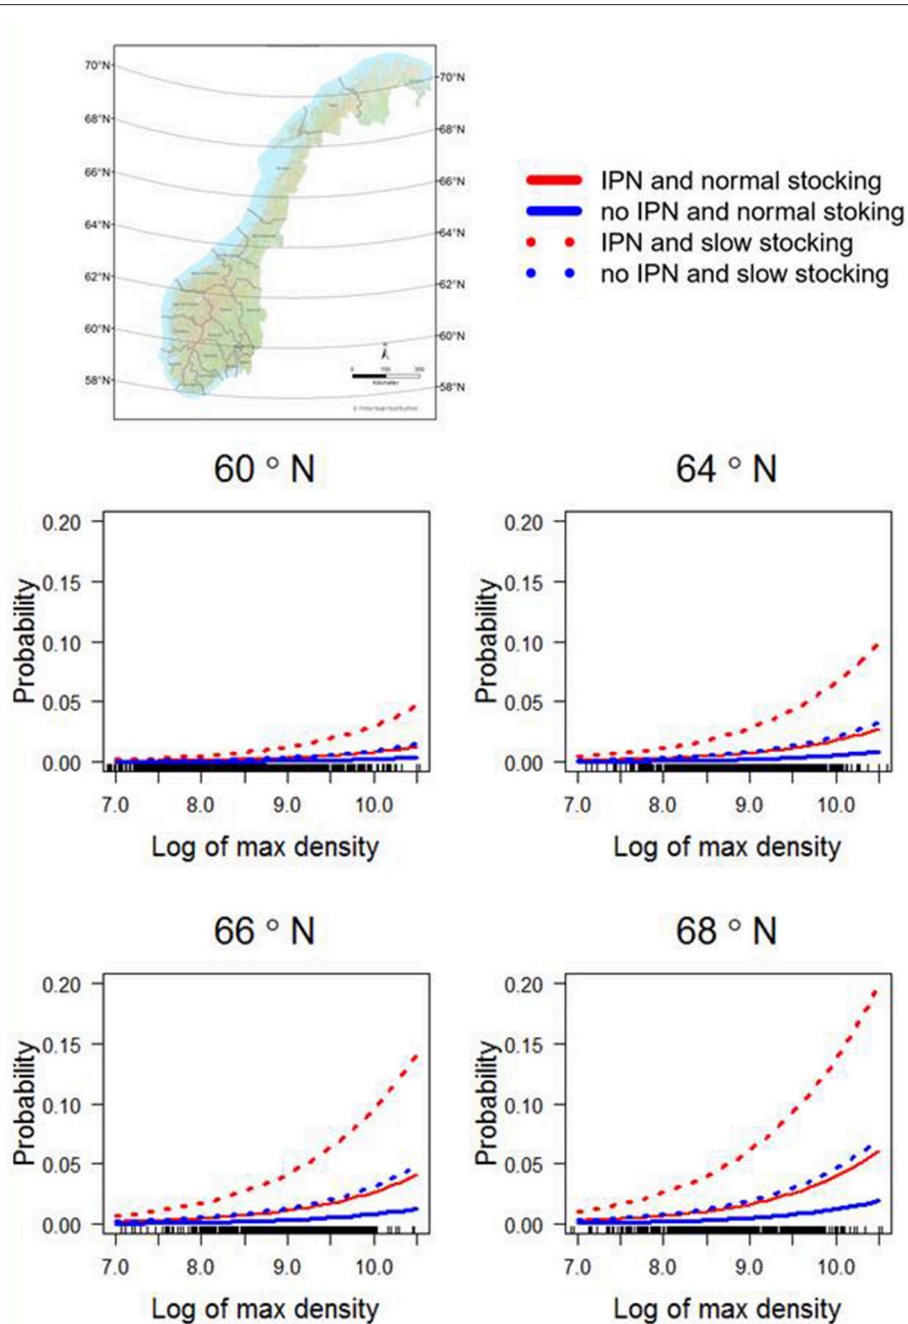 70°N
70°N
68°N
68°N
66°N
66°N
64°N
64°N
62°N
62°N
60°N
60°N
58°N
58°N
N
IPN and normal stocking
no IPN and normal stoking
IPN and slow stocking
no IPN and slow stocking
60 ° N
64 ° N
Probability
0.20
0.15
0.10
0.05
0.00
7.0 8.0 9.0 10.0
Log of max density
Probability
0.20
0.15
0.10
0.05
0.00
7.0 8.0 9.0 10.0
Log of max density
66 ° N
68 ° N
Probability
0.20
0.15
0.10
0.05
0.00
7.0 8.0 9.0 10.0
Log of max density
Probability
0.20
0.15
0.10
0.05
0.00
7.0 8.0 9.0 10.0
Log of max density